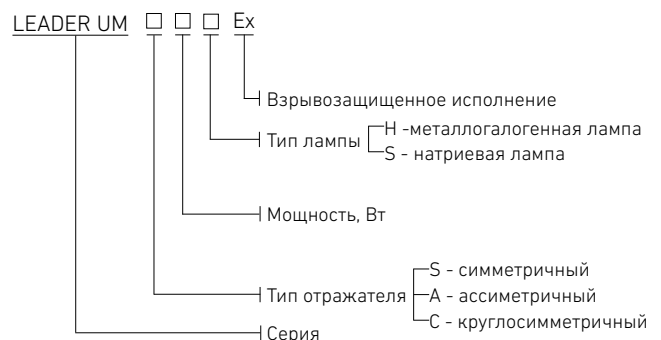 LEADER UM □ □ □ Ex
Взрывозащищенное исполнение
Тип лампы
H -металлогалогенная лампа
S - натриевая лампа
Мощность, Вт
Тип отражателя
S - симметричный
A - ассиметричный
C - круглосимметричный
Серия